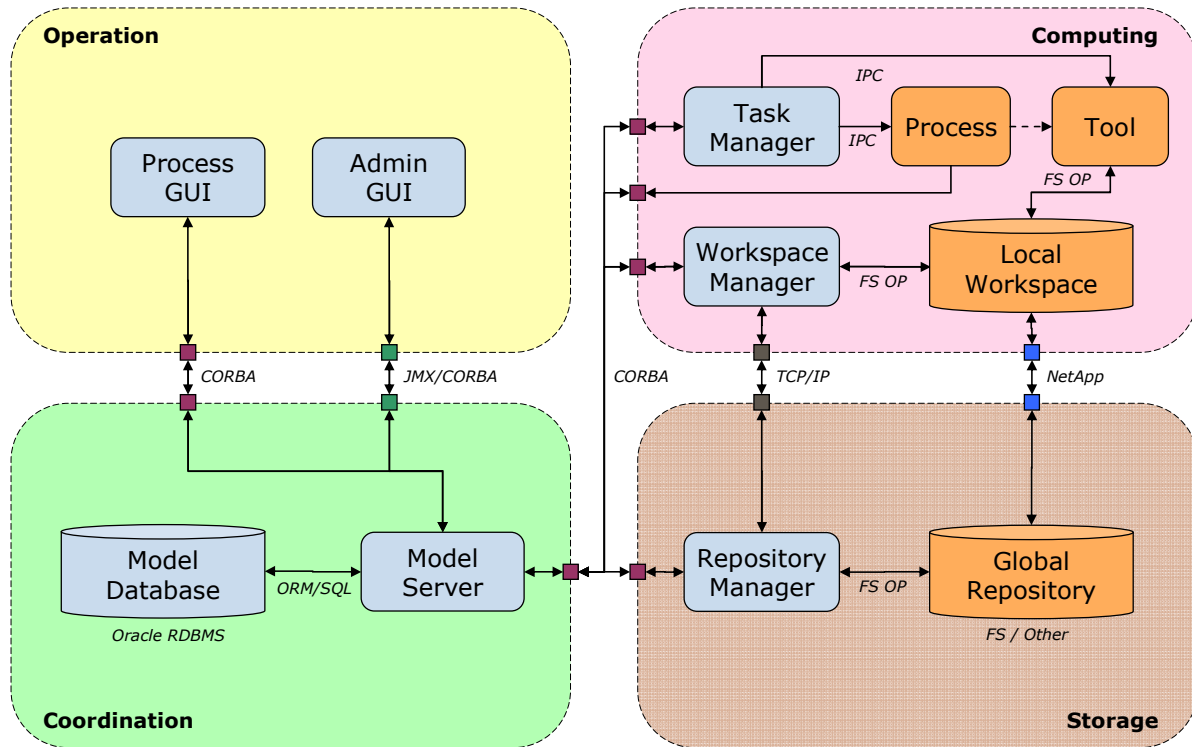 Operation
Process
GUI
Admin
GUI
CORBA
JMX/CORBA
Computing
IPC
Task
Manager
IPC
Process
Tool
FS OP
Workspace
Manager
FS OP
Local
Workspace
CORBA
TCP/IP
NetApp
Model
Database
ORM/SQL
Model
Server
Oracle RDBMS
Coordination
Repository
Manager
FS OP
Global
Repository
FS / Other
Storage